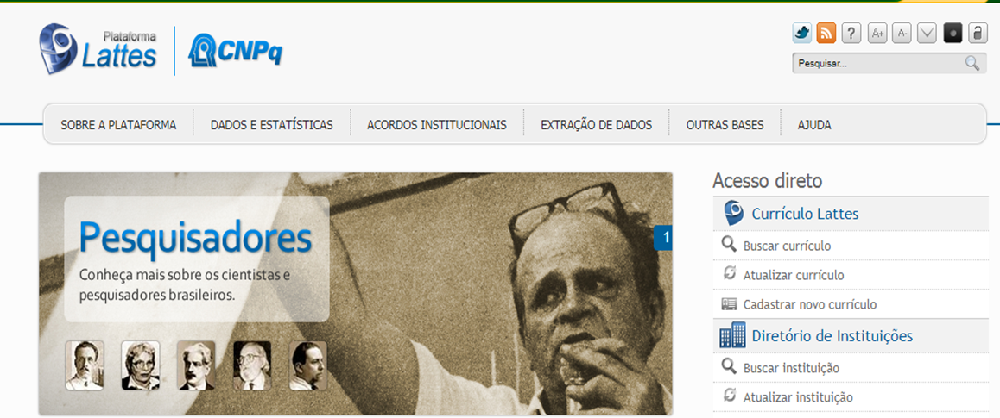 Plataforma
Lattes
CNPq
? A+ A-
Pesquisar...
SOBRE A PLATAFORMA DADOS E ESTATÍSTICAS ACORDOS INSTITUCIONAIS EXTRAÇÃO DE DADOS OUTRAS BASES AJUDA
Pesquisadores
Conheça mais sobre os cientistas e
pesquisadores brasileiros.
1
Acesso direto
Currículo Lattes
Buscar currículo
Atualizar currículo
Cadastrar novo currículo
Diretório de Instituições
Buscar instituição
Atualizar instituição